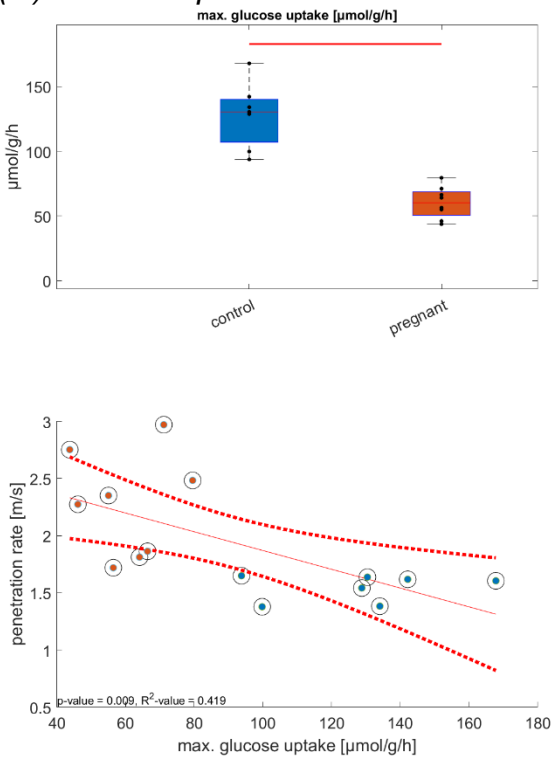 max. glucose uptake [µmol/g/h]
µmol/g/h
150
100
50
0
control
pregnant
penetration rate [m/s]
3
2.5
2
1.5
1
0.5
p-value = 0.009, R²-value = 0.419
40 60 80 100 120 140 160 180
max. glucose uptake [µmol/g/h]